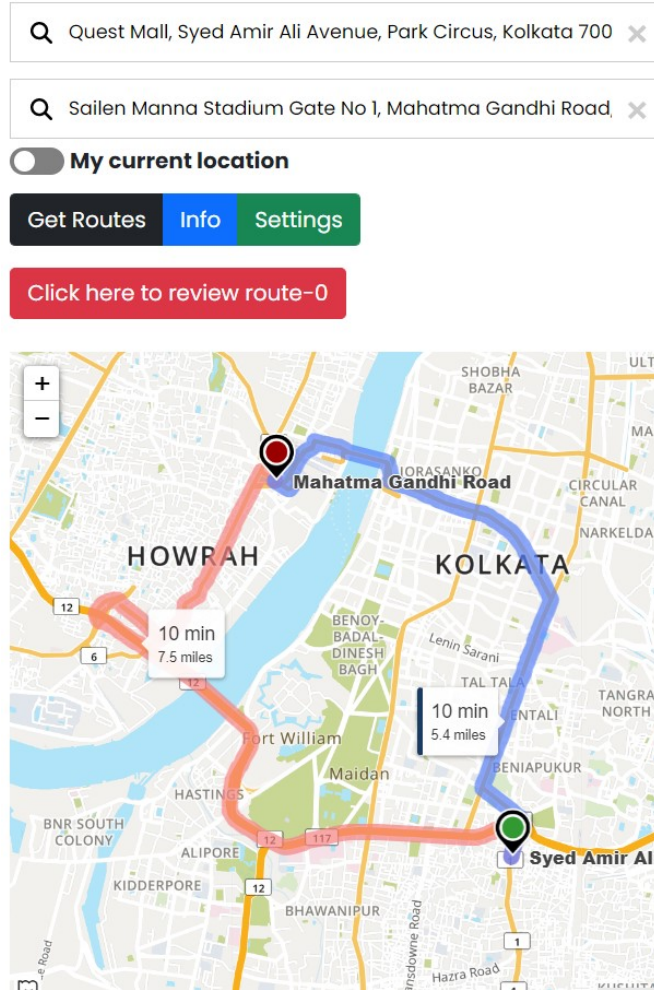 Quest Mall, Syed Amir Ali Avenue, Park Circus, Kolkata 700
Sailen Manna Stadium Gate No 1, Mahatma Gandhi Road,
My current location
Get Routes Info Settings
Click here to review route-0
+
−
SHOBHA
BAZAR
ULT
MA
JORASANKO
Mahatma Gandhi Road
CIRCULAR
CANAL
NARKELDA
HOWRAH
KOLKATA
12
6
10 min
7.5 miles
12
BENOY-
BADAL-
DINESH
BAGH
Lenin Sarani
TAL TALA
ENTALI
TANGRA
NORTH
10 min
5.4 miles
Fort William
Maidan
BENIAPUKUR
HASTINGS
BNR SOUTH
COLONY
ALIPORE
12
117
Syed Amir Al
KIDDERPORE
12
BHAWANIPUR
1
Hazra Road